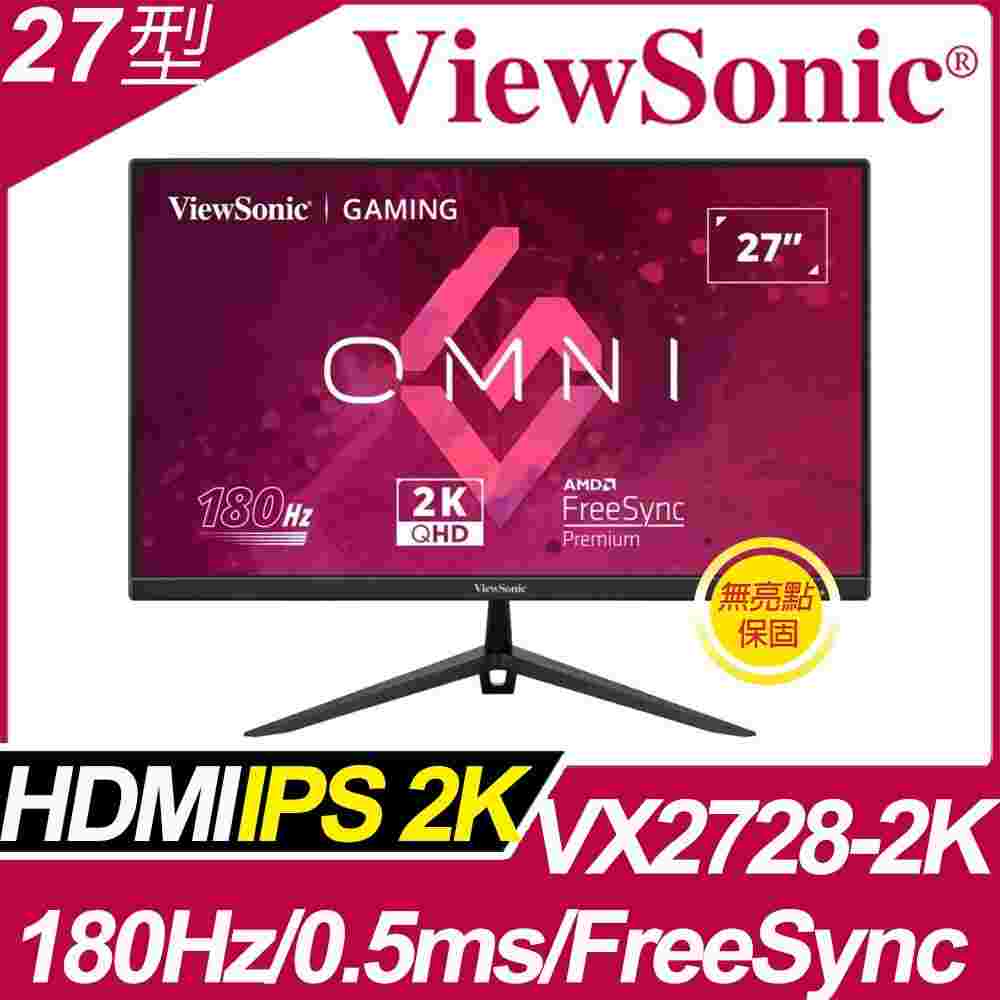 27型
ViewSonic®
ViewSonic® | GAMING
27"
OMNI
180Hz
2K
QHD
AMD
FreeSync
Premium
ViewSonic
無亮點
保固
HDMI IPS 2K
VX2728-2K
180Hz/0.5ms/FreeSync